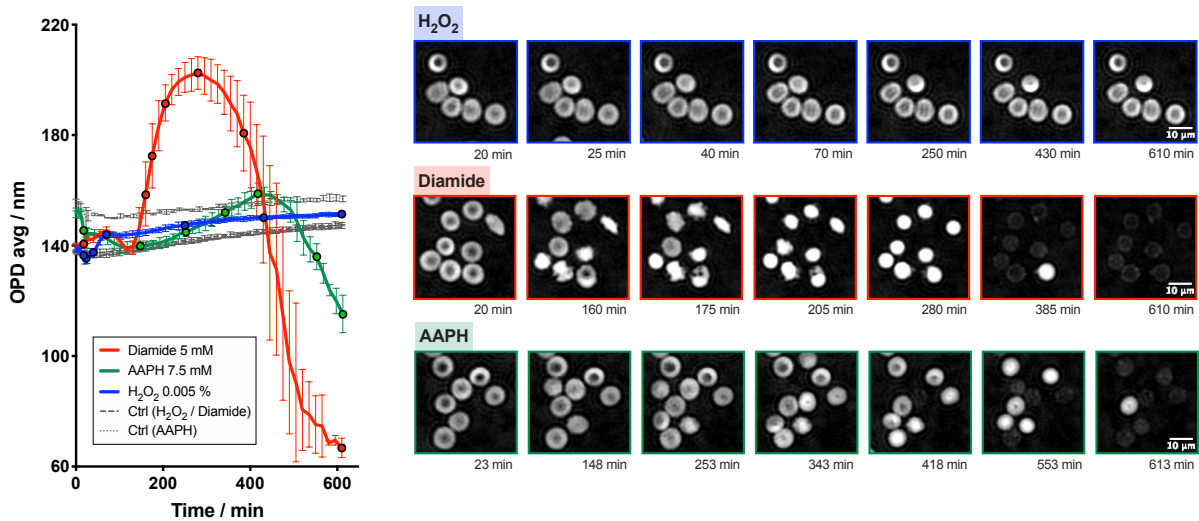 OPD avg / nm
220
180
140
100
60
0
200
400
600
Time / min
Diamide 5 mM
AAPH 7.5 mM
H₂O₂ 0.005 %
Ctrl (H₂O₂ / Diamide)
Ctrl (AAPH)
H₂O₂
10 µm
20 min 25 min 40 min 70 min 250 min 430 min 610 min
Diamide
10 µm
20 min 160 min 175 min 205 min 280 min 385 min 610 min
AAPH
10 µm
23 min 148 min 253 min 343 min 418 min 553 min 613 min